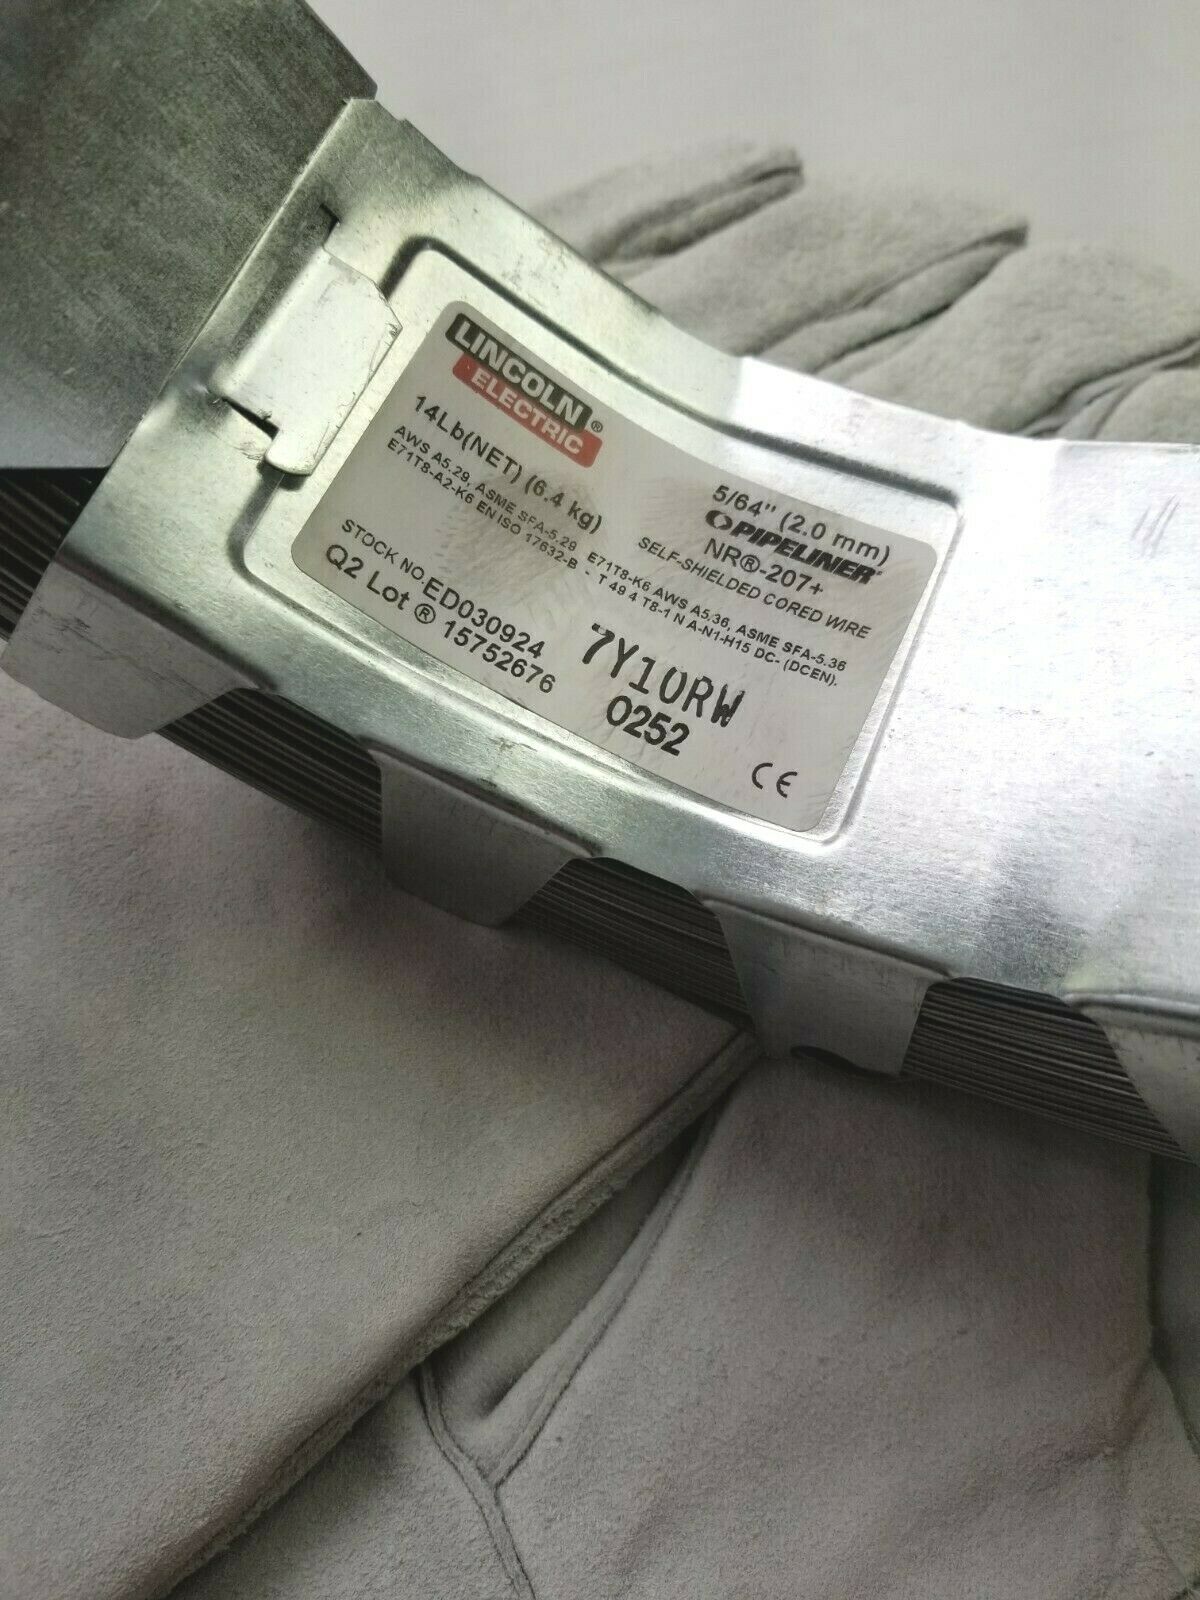 LINCOLN®
ELECTRIC
14Lb(NET) (6.4 kg)
5/64" (2.0 mm)
PIPELINER®
NR®-207+
SELF-SHIELDED CORED WIRE
AWS A5.29, ASME SFA-5.29 E71T8-K6 AWS A5.36, ASME SFA-5.36
E71T8-A2-K6 EN ISO 17632-B - T 49 4 T8-1 N A-N1-H15 DC- (DCEN).
STOCK NO. ED030924
Q2 Lot ® 15752676
7Y10RW
0252
CE